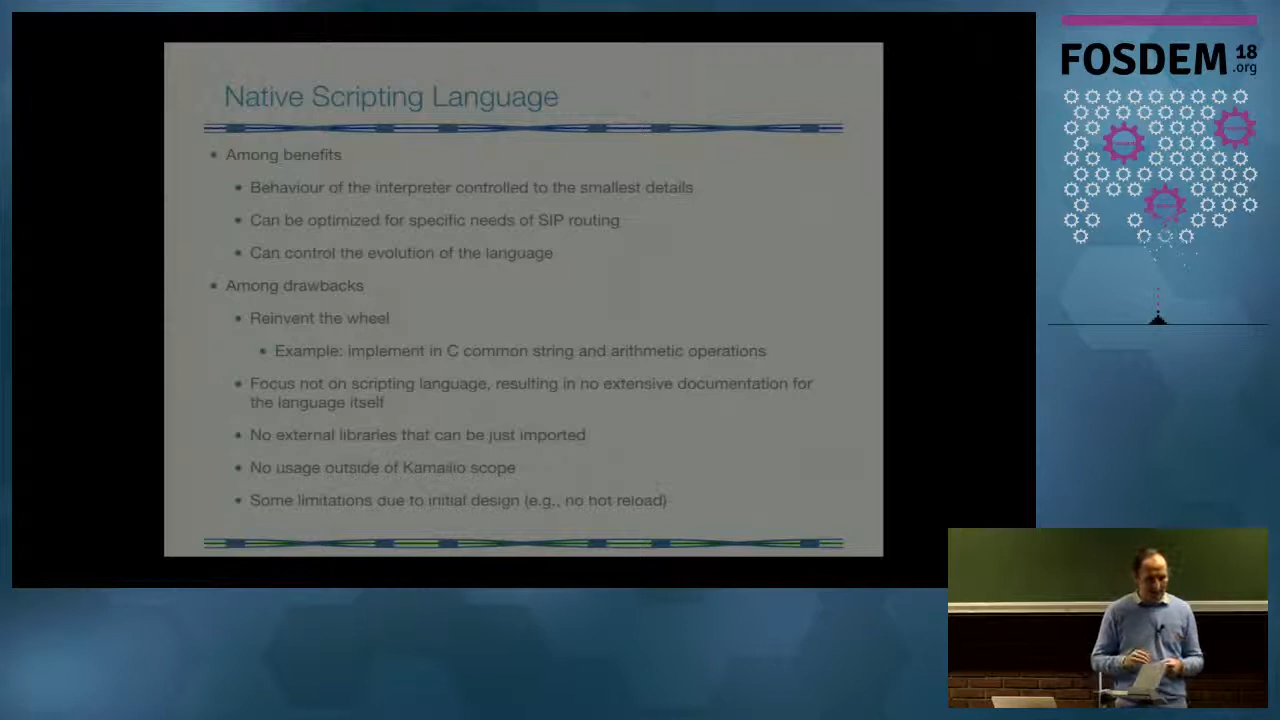 Native Scripting Language
• Among benefits
• Behaviour of the interpreter controlled to the smallest details
• Can be optimized for specific needs of SIP routing
• Can control the evolution of the language
• Among drawbacks
• Reinvent the wheel
• Example: implement in C common string and arithmetic operations
• Focus not on scripting language, resulting in no extensive documentation for
the language itself
• No external libraries that can be just imported
• No usage outside of Kamailio scope
• Some limitations due to initial design (e.g., no hot reload)
FOSDEM 18
.org